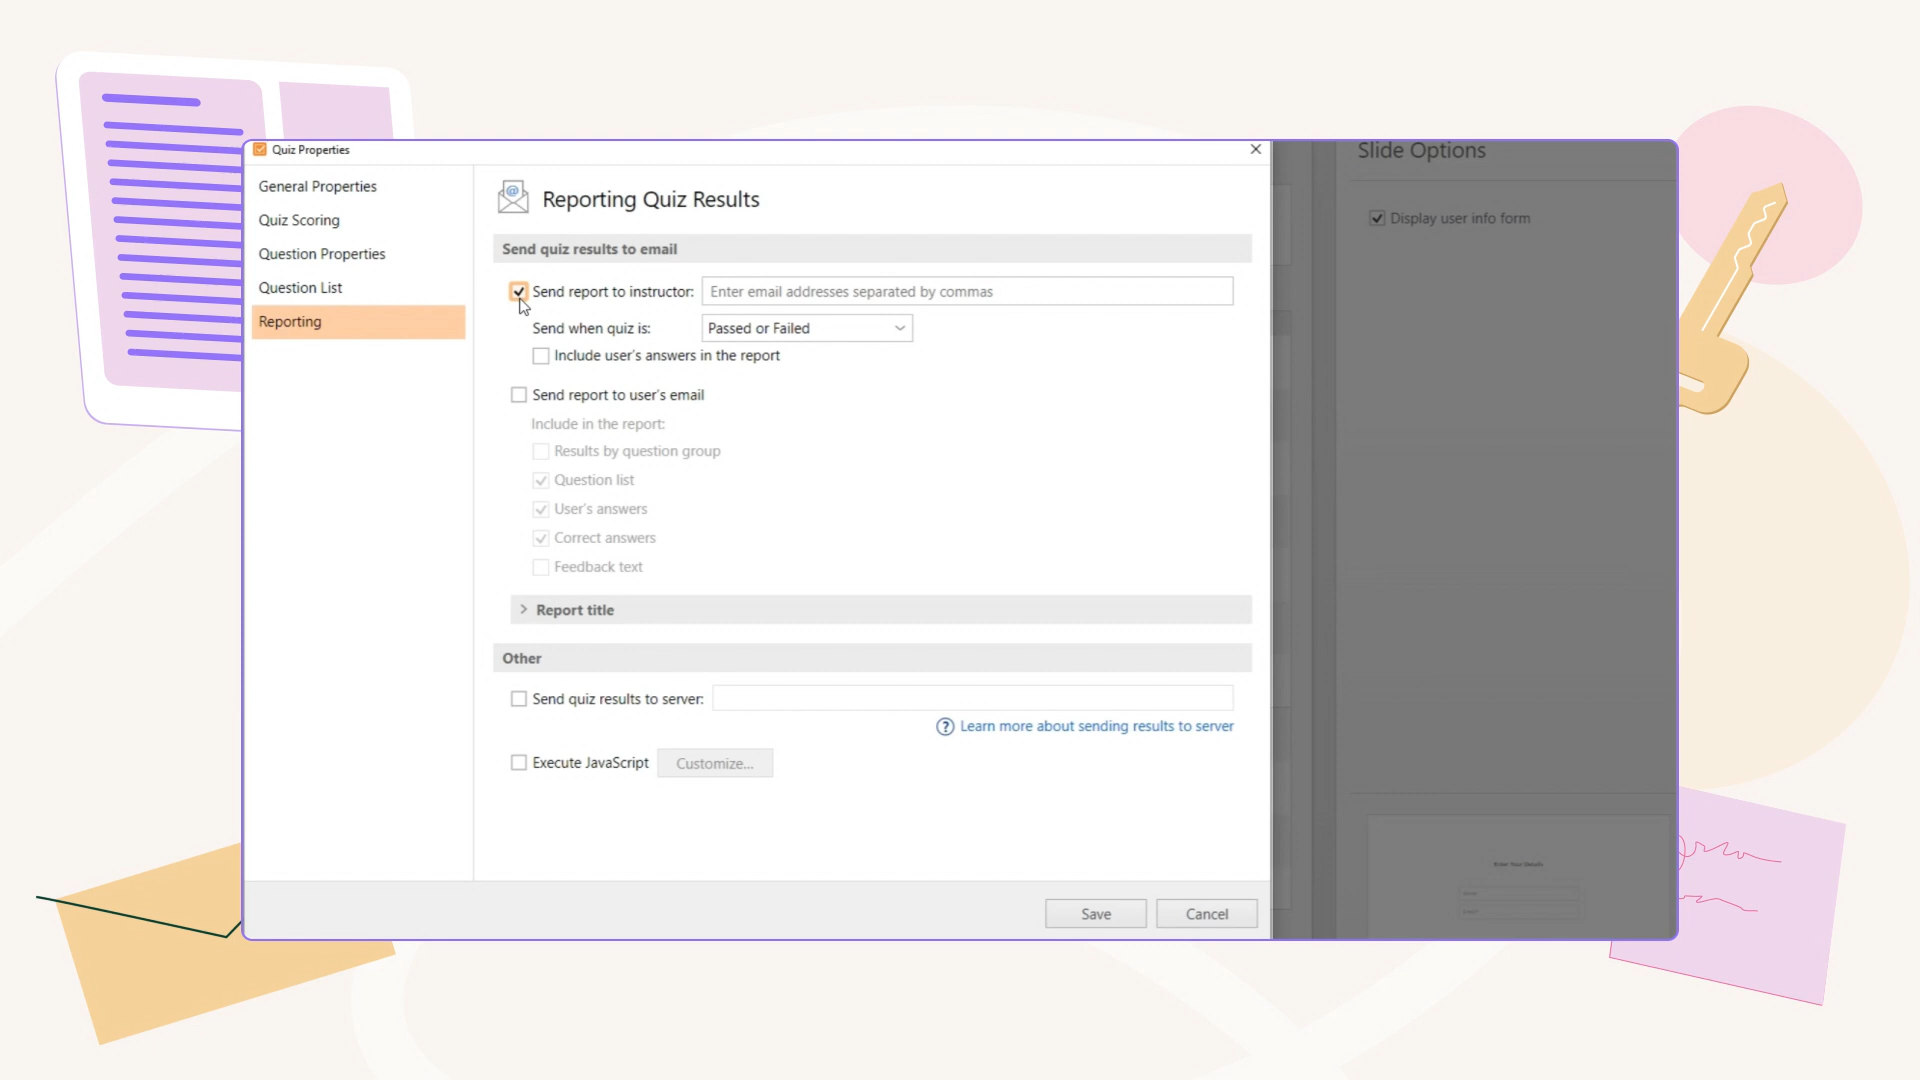 Quiz Properties
General Properties
Quiz Scoring
Question Properties
Question List
Reporting
Reporting Quiz Results
Send quiz results to email
Send report to instructor: Enter email addresses separated by commas
Send when quiz is: Passed or Failed
Include user's answers in the report
Send report to user's email
Include in the report:
Results by question group
Question list
User's answers
Correct answers
Feedback text
Report title
Other
Send quiz results to server:
Learn more about sending results to server
Execute JavaScript Customize...
Save Cancel
Slide Options
Display user info form
Enter Your Details